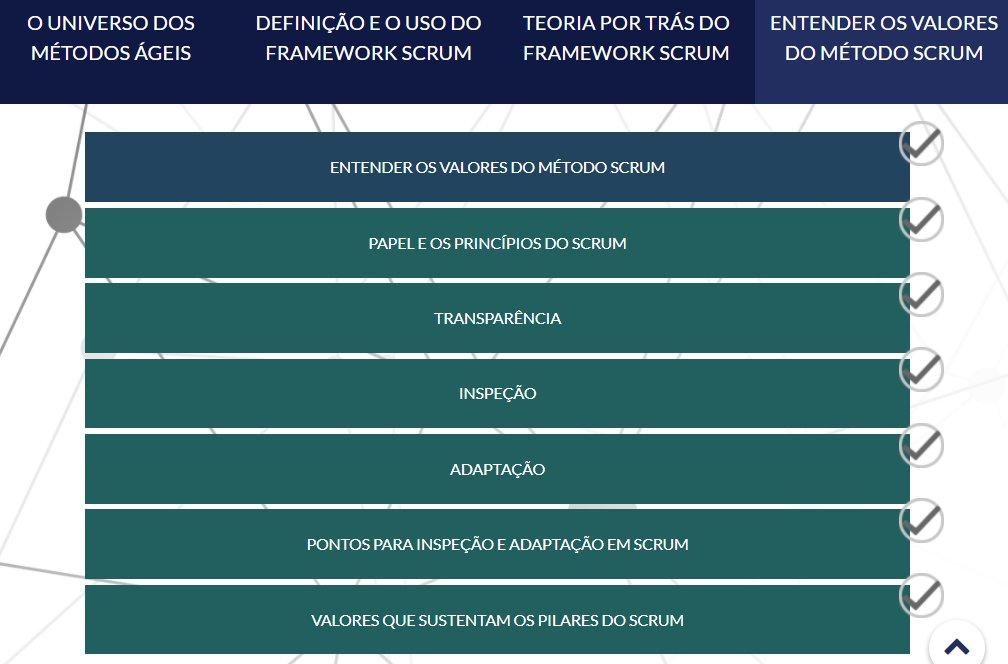 O UNIVERSO DOS
MÉTODOS ÁGEIS
DEFINIÇÃO E O USO DO
FRAMEWORK SCRUM
TEORIA POR TRÁS DO
FRAMEWORK SCRUM
ENTENDER OS VALORES
DO MÉTODO SCRUM
ENTENDER OS VALORES DO MÉTODO SCRUM
PAPEL E OS PRINCÍPIOS DO SCRUM
TRANSPARÊNCIA
INSPEÇÃO
ADAPTAÇÃO
PONTOS PARA INSPEÇÃO E ADAPTAÇÃO EM SCRUM
VALORES QUE SUSTENTAM OS PILARES DO SCRUM